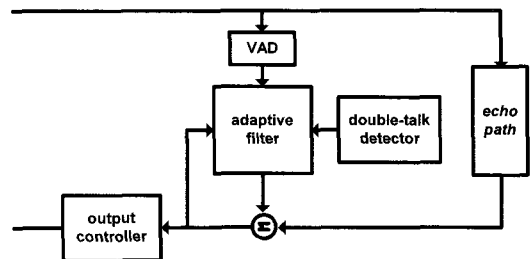 VAD
adaptive
filter
double-talk
detector
echo
path
output
controller
Σ